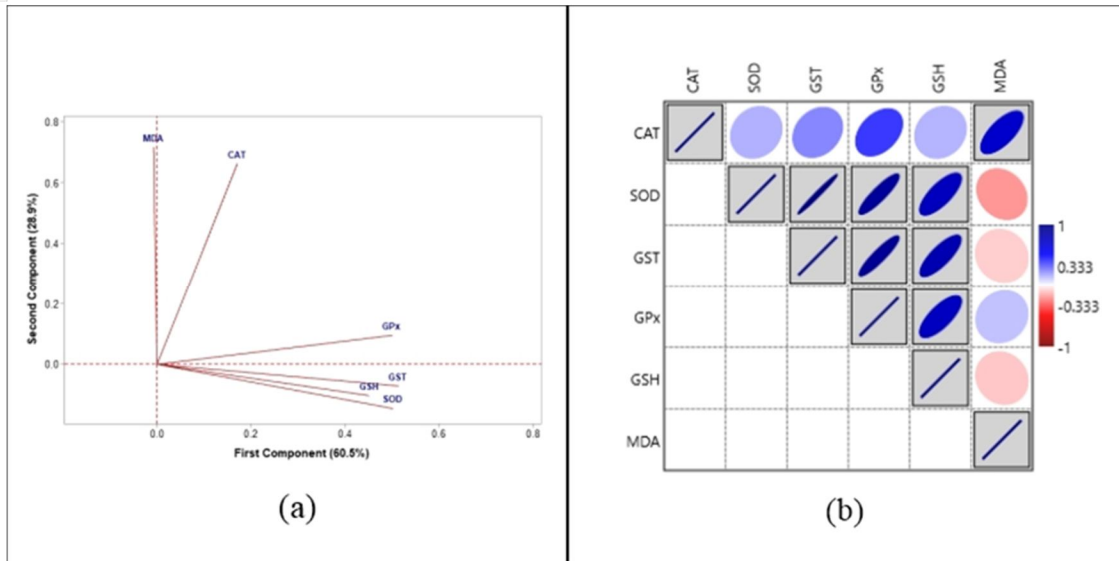 0.8
0.6
0.4
0.2
0.0
0.0
0.2
0.4
0.6
0.8
Second Component (28.9%)
First Component (60.5%)
MDA
CAT
GPx
GST
GSH
SOD
(a)
CAT
SOD
GST
GPx
GSH
MDA
CAT
SOD
GST
GPx
GSH
MDA
1
0.333
-0.333
-1
(b)